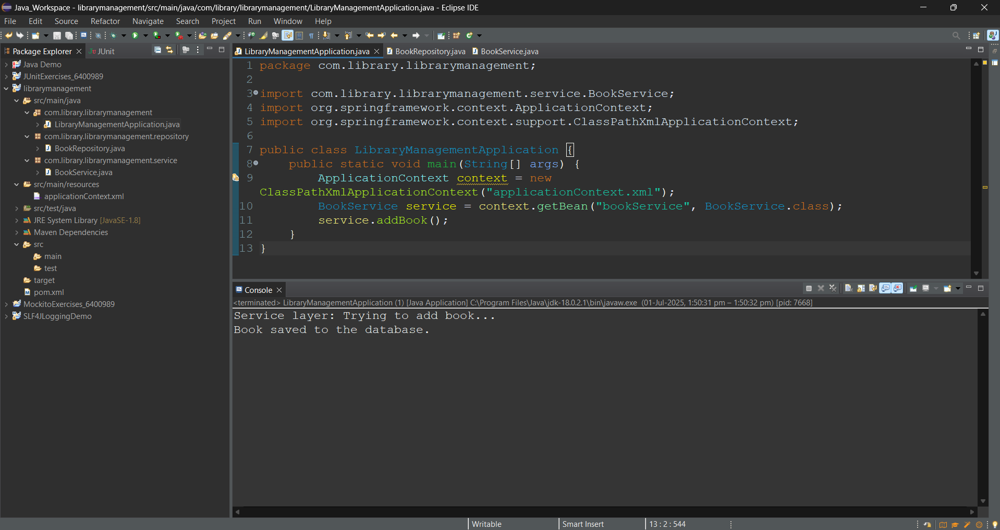 Java_Workspace - librarymanagement/src/main/java/com/library/librarymanagement/LibraryManagementApplication.java - Eclipse IDE
File Edit Source Refactor Navigate Search Project Run Window Help
Package Explorer
JUnit
Java Demo
JUnitExercises_6400989
librarymanagement
src/main/java
com.library.librarymanagement
LibraryManagementApplication.java
com.library.librarymanagement.repository
BookRepository.java
com.library.librarymanagement.service
BookService.java
src/main/resources
applicationContext.xml
src/test/java
JRE System Library [JavaSE-1.8]
Maven Dependencies
src
main
test
target
pom.xml
MockitoExercises_6400989
SLF4JLoggingDemo
LibraryManagementApplication.java BookRepository.java BookService.java
1 package com.library.librarymanagement;
2
3 import com.library.librarymanagement.service.BookService;
4 import org.springframework.context.ApplicationContext;
5 import org.springframework.context.support.ClassPathXmlApplicationContext;
6
7 public class LibraryManagementApplication {
8 public static void main(String[] args) {
9 ApplicationContext context = new
ClassPathXmlApplicationContext("applicationContext.xml");
10 BookService service = context.getBean("bookService", BookService.class);
11 service.addBook();
12 }
13 }
Console
<terminated> LibraryManagementApplication (1) [Java Application] C:\Program Files\Java\jdk-18.0.2.1\bin\javaw.exe (01-Jul-2025, 1:50:31 pm – 1:50:32 pm) [pid: 7668]
Service layer: Trying to add book...
Book saved to the database.
Writable Smart Insert 13 : 2 : 544